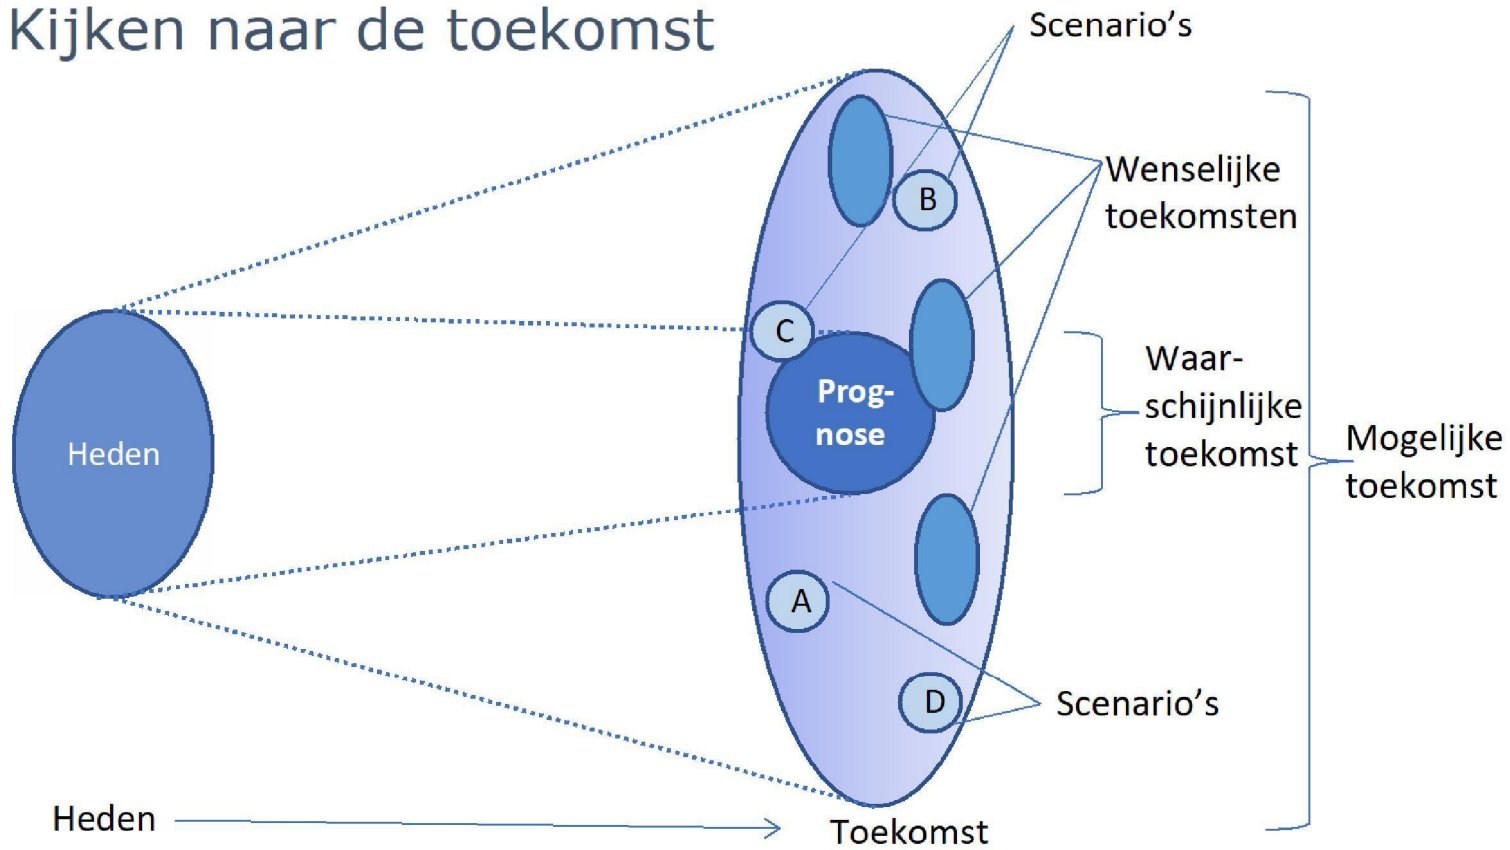 Kijken naar de toekomst
Scenario’s
Wenselijke
toekomsten
B
C
Prog-
nose
Waar-
schijnlijke
toekomst
Mogelijke
toekomst
Heden
A
D
Scenario’s
Heden
Toekomst